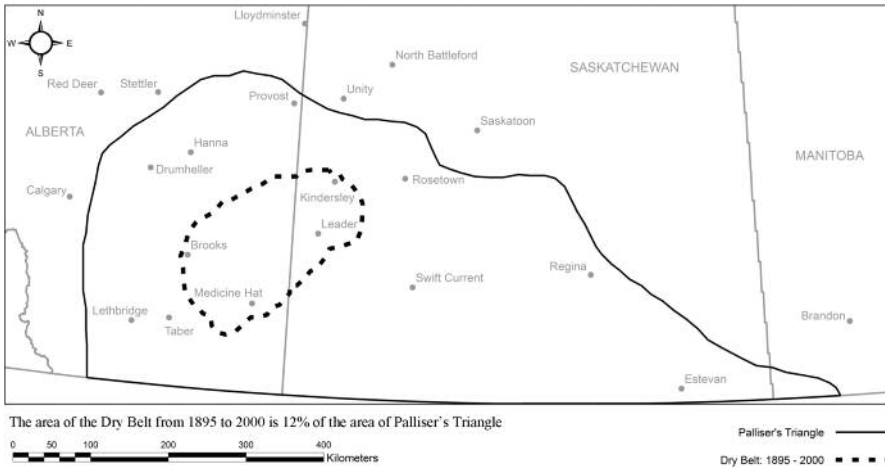 N
W E
S
Lloydminster
North Battleford
SASKATCHEWAN
Red Deer
Stettler
Provost
Unity
Saskatoon
ALBERTA
Hanna
MANITOBA
Drumheller
Calgary
Kindersley
Rosetown
Leader
Brooks
Regina
Swift Current
Medicine Hat
Lethbridge
Taber
Brandon
Estevan
The area of the Dry Belt from 1895 to 2000 is 12% of the area of Palliser's Triangle
0 50 100 200 300 400
Kilometers
Palliser's Triangle
Dry Belt: 1895 - 2000